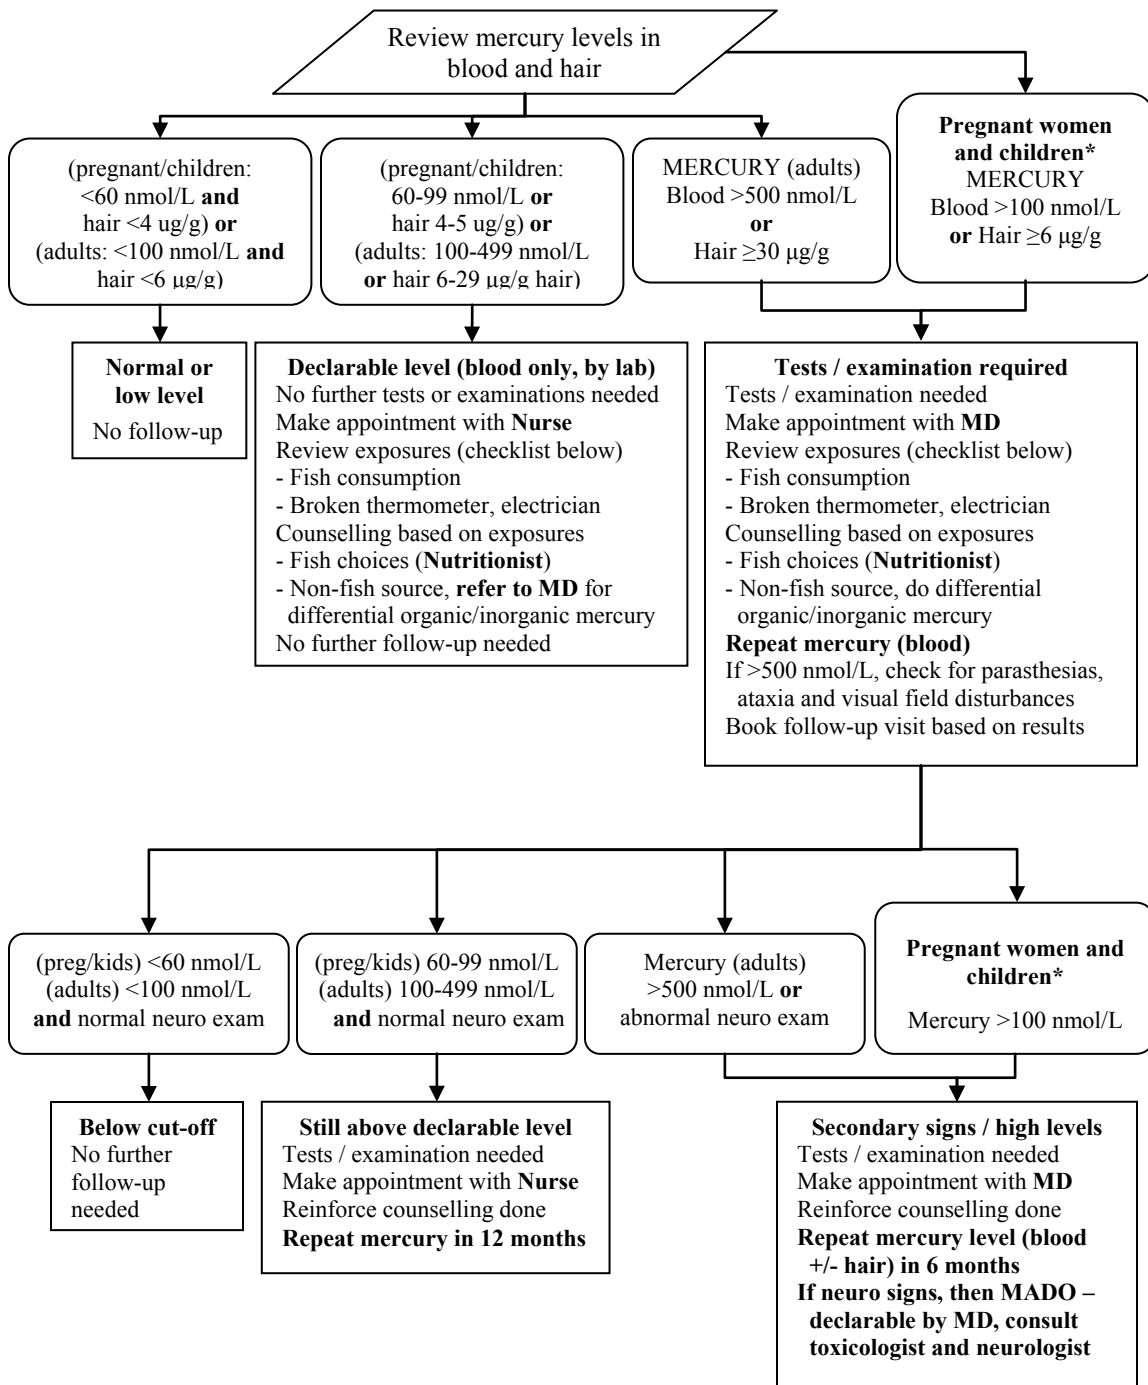 Review mercury levels in
blood and hair
(pregnant/children:
<60 nmol/L and
hair <4 ug/g) or
(adults: <100 nmol/L and
hair <6 μg/g)
(pregnant/children:
60-99 nmol/L or
hair 4-5 ug/g) or
(adults: 100-499 nmol/L
or hair 6-29 μg/g hair)
MERCURY (adults)
Blood >500 nmol/L
or
Hair ≥30 μg/g
Pregnant women
and children*
MERCURY
Blood >100 nmol/L
or Hair ≥6 μg/g
Normal or
low level
No follow-up
Declarable level (blood only, by lab)
No further tests or examinations needed
Make appointment with Nurse
Review exposures (checklist below)
- Fish consumption
- Broken thermometer, electrician
Counselling based on exposures
- Fish choices (Nutritionist)
- Non-fish source, refer to MD for
differential organic/inorganic mercury
No further follow-up needed
Tests / examination required
Tests / examination needed
Make appointment with MD
Review exposures (checklist below)
- Fish consumption
- Broken thermometer, electrician
Counselling based on exposures
- Fish choices (Nutritionist)
- Non-fish source, do differential
organic/inorganic mercury
Repeat mercury (blood)
If >500 nmol/L, check for parasthesias,
ataxia and visual field disturbances
Book follow-up visit based on results
(preg/kids) <60 nmol/L
(adults) <100 nmol/L
and normal neuro exam
(preg/kids) 60-99 nmol/L
(adults) 100-499 nmol/L
and normal neuro exam
Mercury (adults)
>500 nmol/L or
abnormal neuro exam
Pregnant women and
children*
Mercury >100 nmol/L
Below cut-off
No further
follow-up
needed
Still above declarable level
Tests / examination needed
Make appointment with Nurse
Reinforce counselling done
Repeat mercury in 12 months
Secondary signs / high levels
Tests / examination needed
Make appointment with MD
Reinforce counselling done
Repeat mercury level (blood
+/- hair) in 6 months
If neuro signs, then MADO –
declarable by MD, consult
toxicologist and neurologist